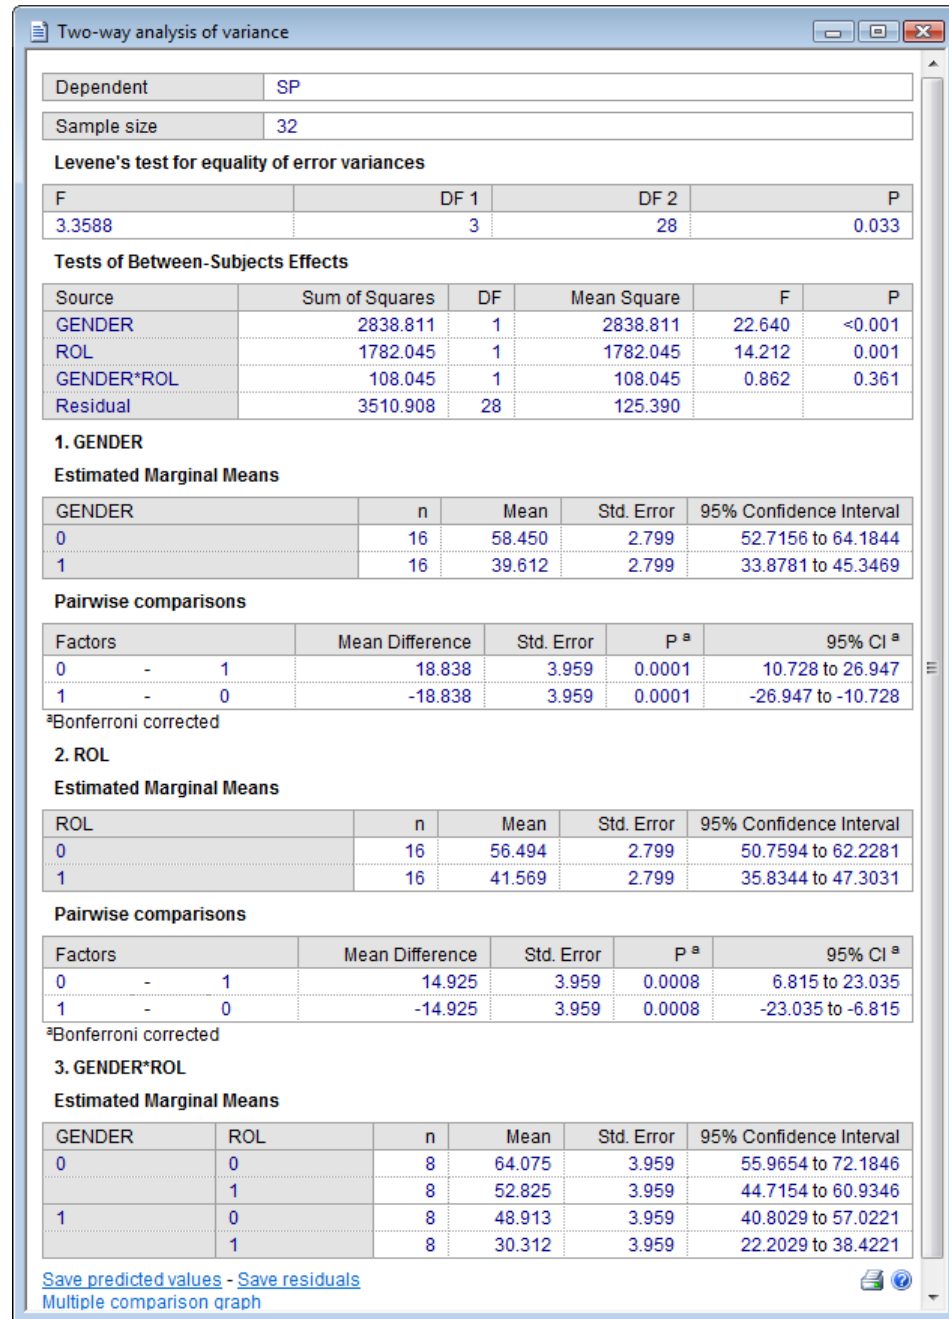 Two-way analysis of variance
Dependent SP
Sample size 32
Levene's test for equality of error variances
F DF 1 DF 2 P
3.3588 3 28 0.033
Tests of Between-Subjects Effects
Source Sum of Squares DF Mean Square F P
GENDER 2838.811 1 2838.811 22.640 <0.001
ROL 1782.045 1 1782.045 14.212 0.001
GENDER*ROL 108.045 1 108.045 0.862 0.361
Residual 3510.908 28 125.390
1. GENDER
Estimated Marginal Means
GENDER n Mean Std. Error 95% Confidence Interval
0 16 58.450 2.799 52.7156 to 64.1844
1 16 39.612 2.799 33.8781 to 45.3469
Pairwise comparisons
Factors Mean Difference Std. Error P ª 95% CI ª
0 - 1 18.838 3.959 0.0001 10.728 to 26.947
1 - 0 -18.838 3.959 0.0001 -26.947 to -10.728
ªBonferroni corrected
2. ROL
Estimated Marginal Means
ROL n Mean Std. Error 95% Confidence Interval
0 16 56.494 2.799 50.7594 to 62.2281
1 16 41.569 2.799 35.8344 to 47.3031
Pairwise comparisons
Factors Mean Difference Std. Error P ª 95% CI ª
0 - 1 14.925 3.959 0.0008 6.815 to 23.035
1 - 0 -14.925 3.959 0.0008 -23.035 to -6.815
ªBonferroni corrected
3. GENDER*ROL
Estimated Marginal Means
GENDER ROL n Mean Std. Error 95% Confidence Interval
0 0 8 64.075 3.959 55.9654 to 72.1846
1 8 52.825 3.959 44.7154 to 60.9346
1 0 8 48.913 3.959 40.8029 to 57.0221
1 8 30.312 3.959 22.2029 to 38.4221
Save predicted values - Save residuals
Multiple comparison graph